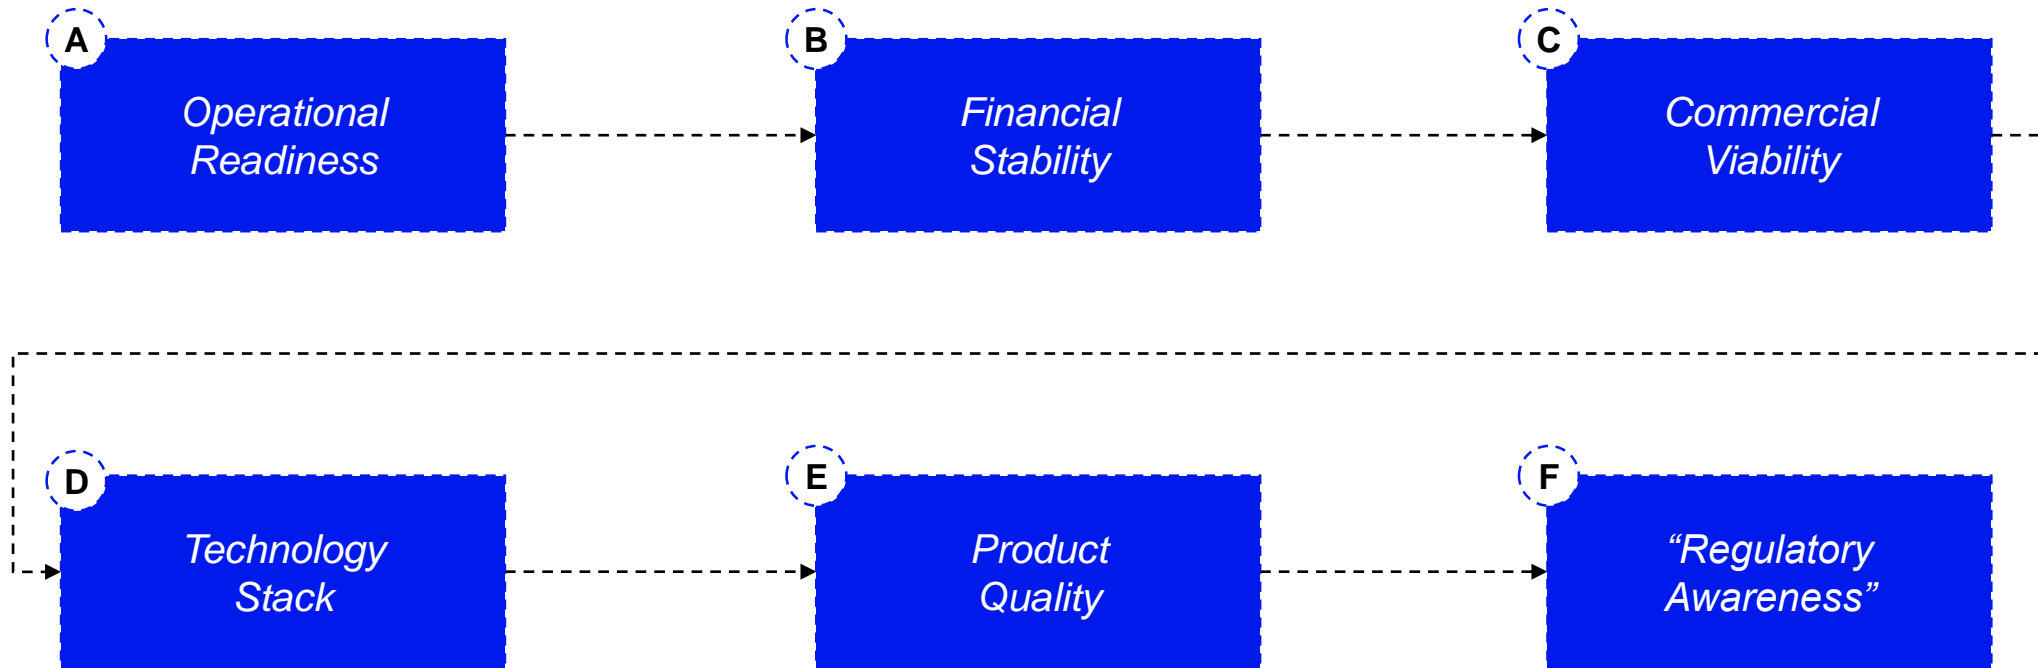 A
Operational
Readiness
B
Financial
Stability
C
Commercial
Viability
D
Technology
Stack
E
Product
Quality
F
“Regulatory
Awareness”